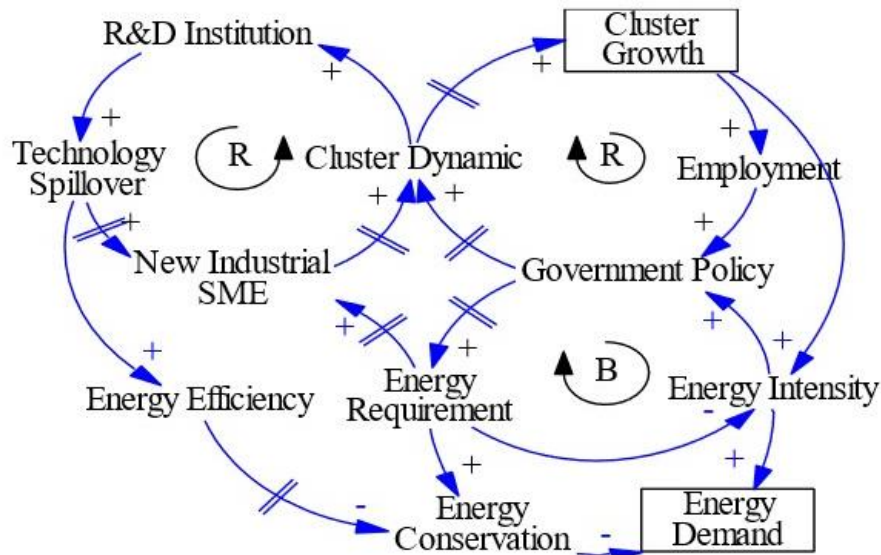 R&D Institution
Cluster
Growth
+
+
+
+
Technology
Spillover
R
Cluster Dynamic
R
Employment
+
+
+
+
New Industrial
SME
Government Policy
+
+
+
+
+
Energy Efficiency
Energy
Requirement
B
Energy Intensity
-
+
+
-
Energy
Conservation
-
Energy
Demand